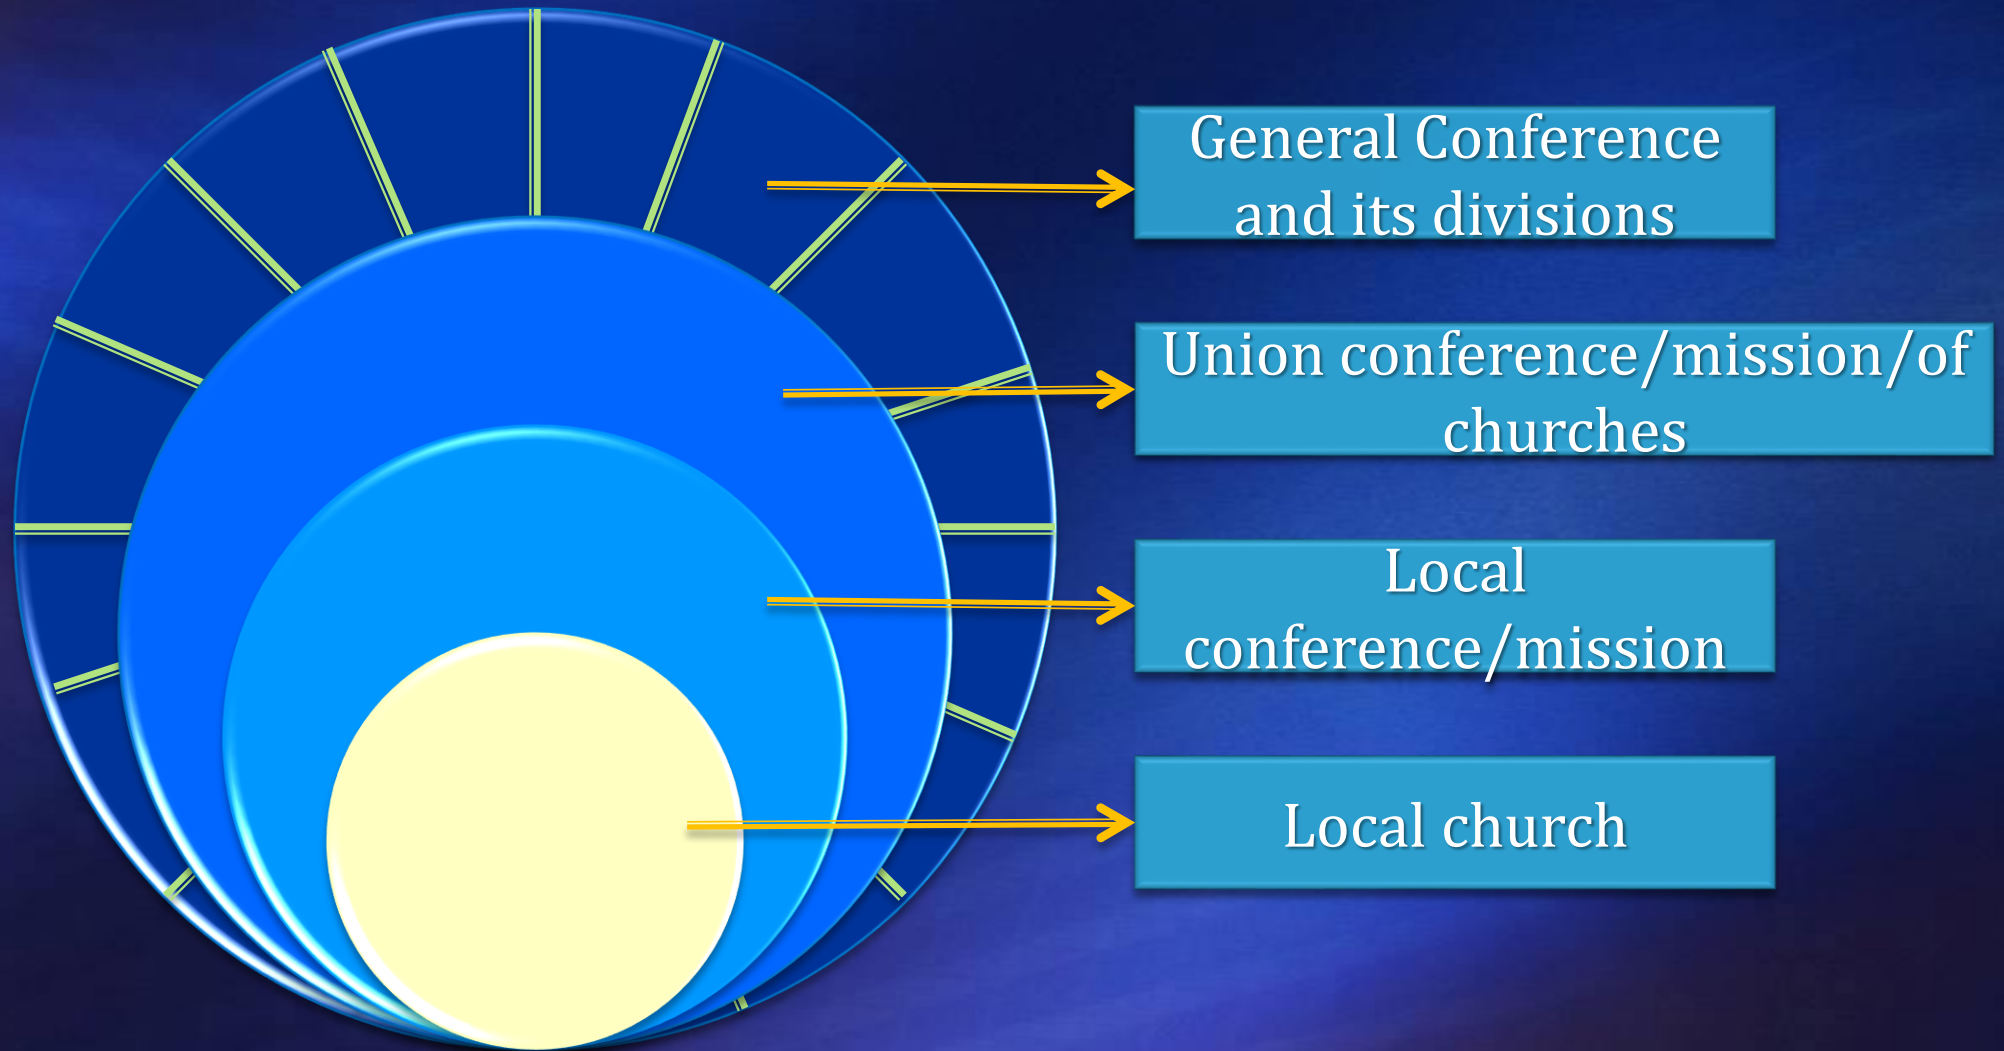 General Conference
and its divisions
Union conference/mission/of
churches
Local
conference/mission
Local church